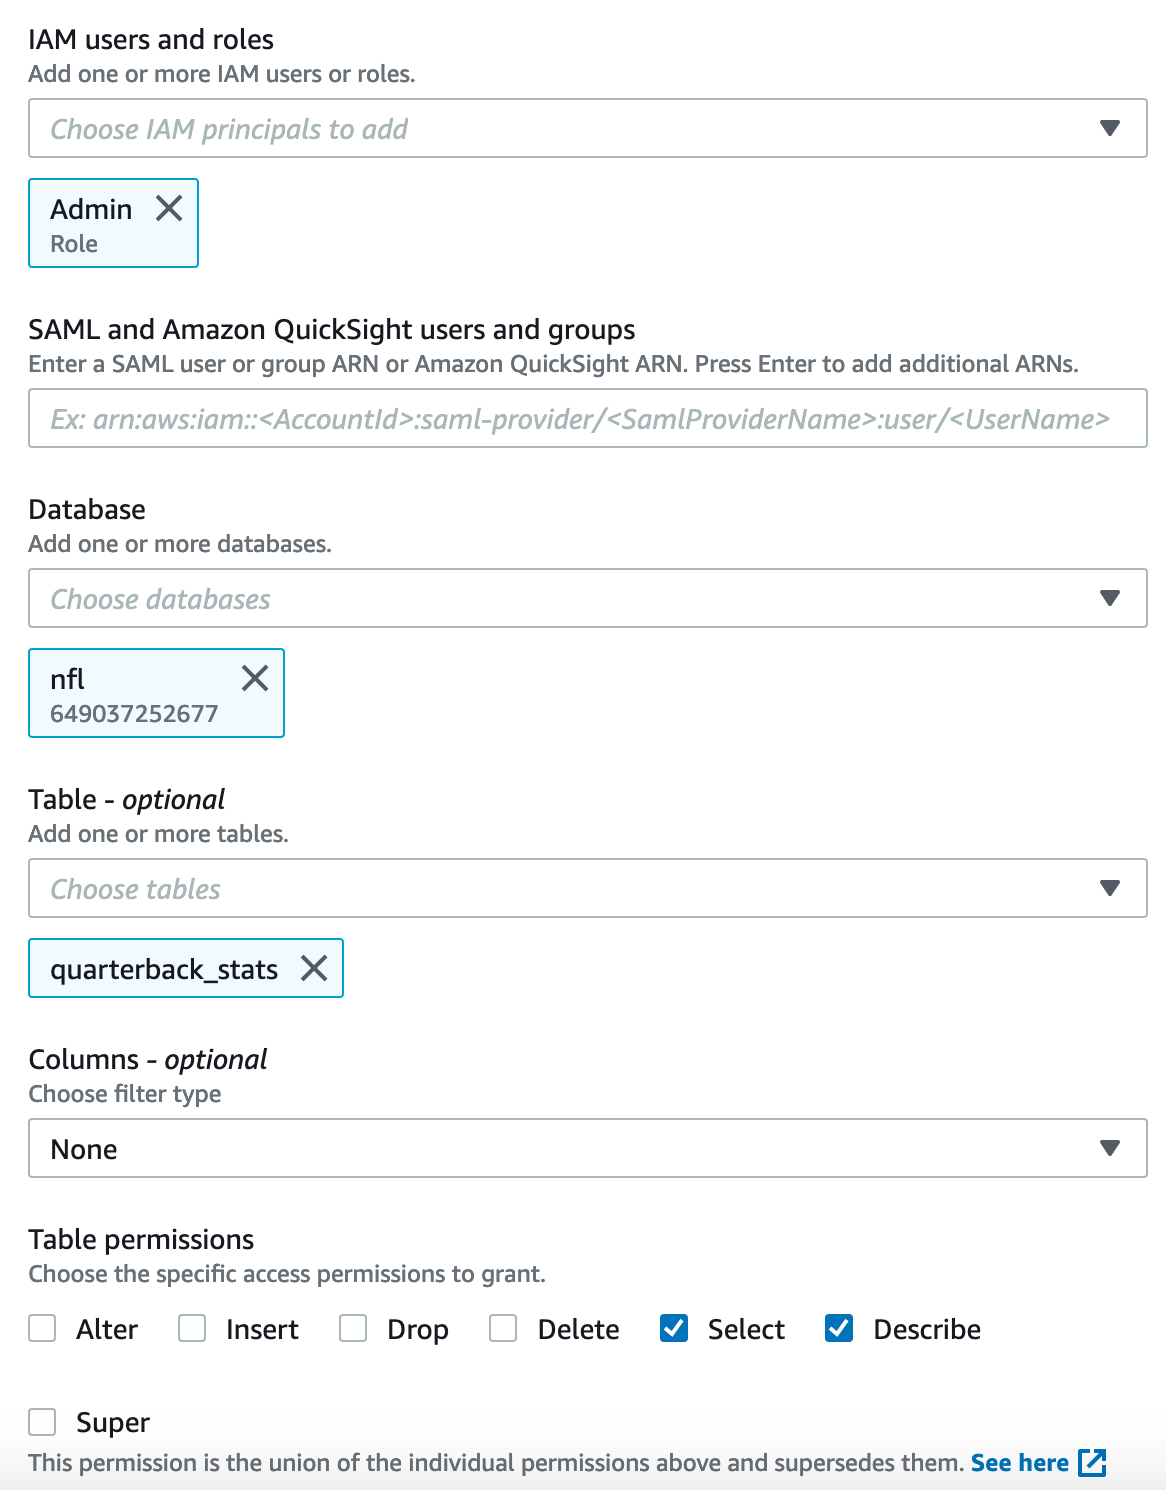 IAM users and roles
Add one or more IAM users or roles.
Choose IAM principals to add
Admin
Role
SAML and Amazon QuickSight users and groups
Enter a SAML user or group ARN or Amazon QuickSight ARN. Press Enter to add additional ARNs.
Ex: arn:aws:iam::<AccountId>:saml-provider/<SamlProviderName>:user/<UserName>
Database
Add one or more databases.
Choose databases
nfl
649037252677
Table - optional
Add one or more tables.
Choose tables
quarterback_stats
Columns - optional
Choose filter type
None
Table permissions
Choose the specific access permissions to grant.
Alter Insert Drop Delete Select Describe
Super
This permission is the union of the individual permissions above and supersedes them. See here